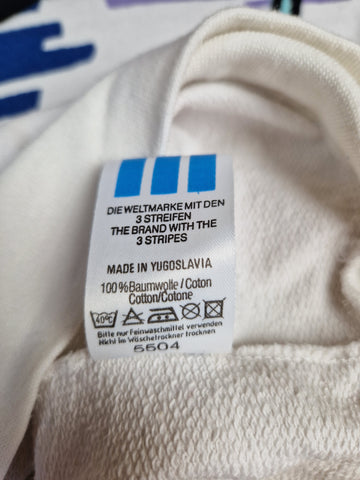 DIE WELTMARKE MIT DEN
3 STREIFEN
THE BRAND WITH THE
3 STRIPES
MADE IN YUGOSLAVIA
100%Baumwolle/Coton
Cotton/Cotone
40°C
Bitte nur Feinwaschmittel verwenden
Nicht im Wäschetrockner trocknen
5504